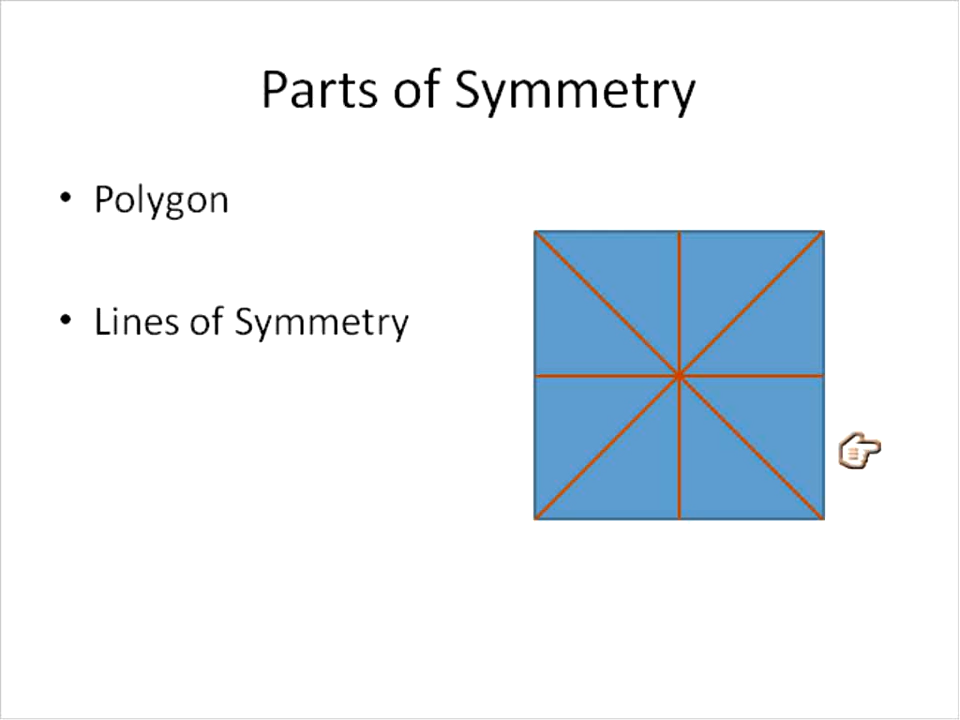 Parts of Symmetry
• Polygon
• Lines of Symmetry